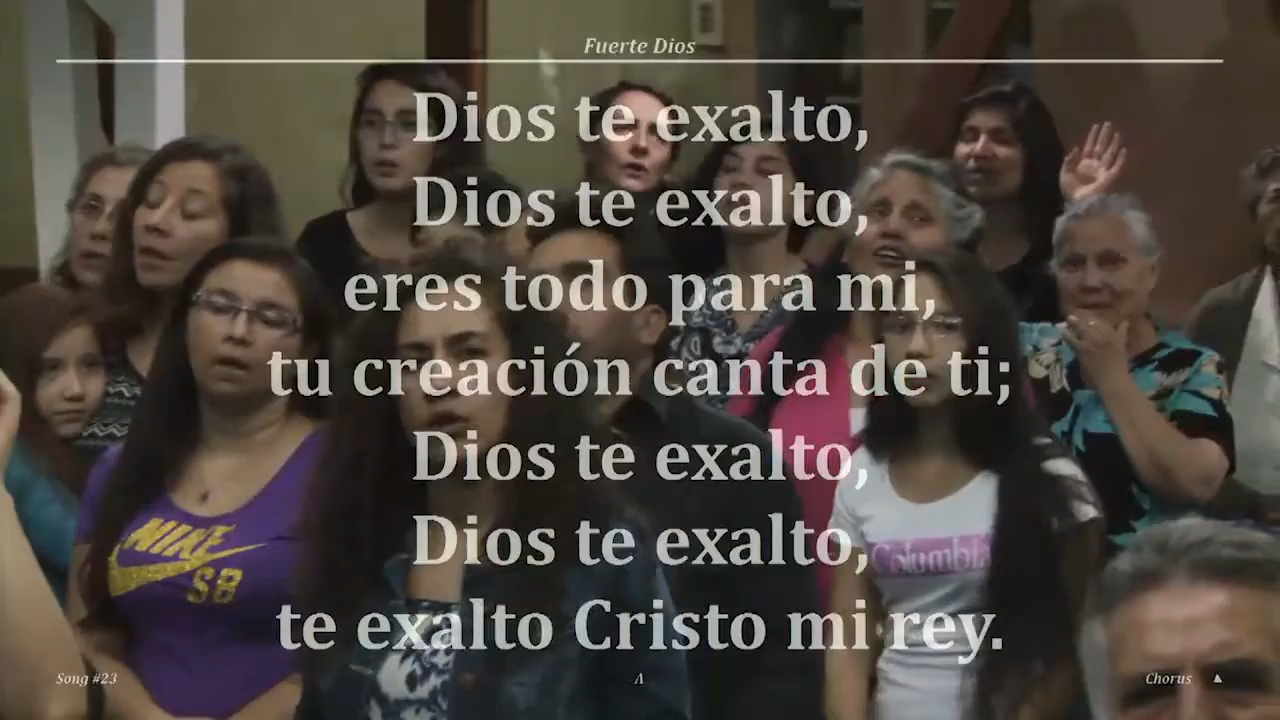 Fuerte Dios
Dios te exalto,
Dios te exalto,
eres todo para mi,
tu creación canta de ti;
Dios te exalto,
Dios te exalto,
te exalto Cristo mi rey.
NIKE
SB
Columbia
Song #23
Λ
Chorus ▲